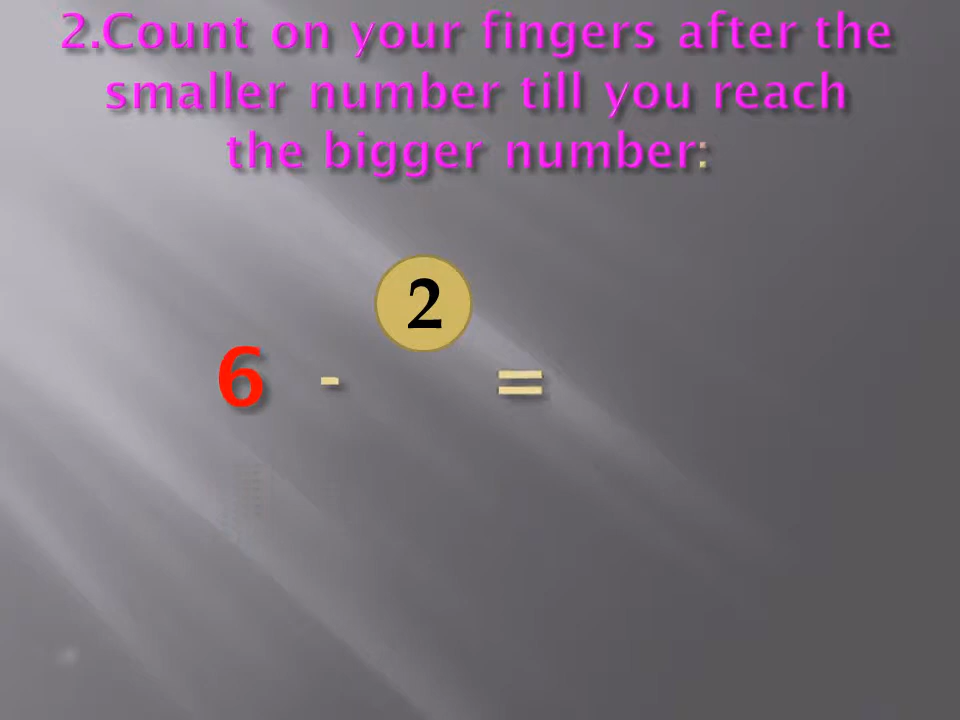 2.Count on your fingers after the
smaller number till you reach
the bigger number:
2
6 - =